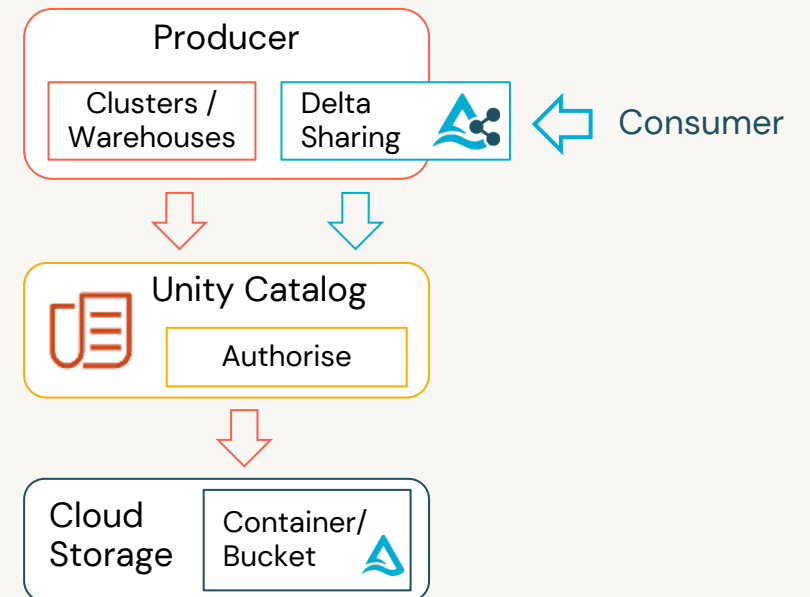 Producer
Clusters /
Warehouses
Delta
Sharing
Consumer
Unity Catalog
Authorise
Cloud
Storage
Container/
Bucket